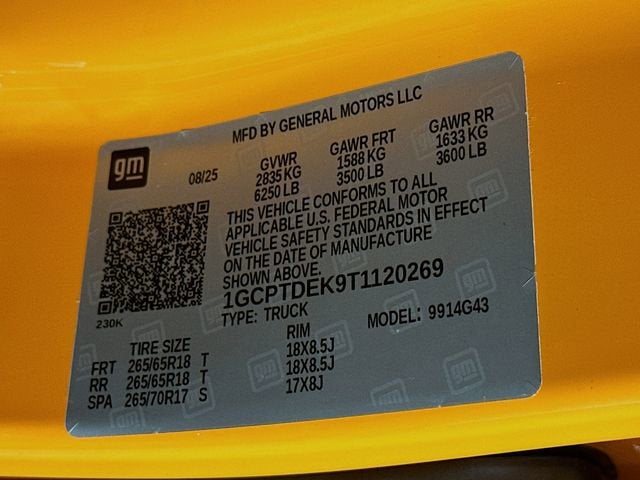 MFD BY GENERAL MOTORS LLC
gm
08/25
GVWR
2835 KG
6250 LB
GAWR FRT
1588 KG
3500 LB
GAWR RR
1633 KG
3600 LB
THIS VEHICLE CONFORMS TO ALL
APPLICABLE U.S. FEDERAL MOTOR
VEHICLE SAFETY STANDARDS IN EFFECT
ON THE DATE OF MANUFACTURE
SHOWN ABOVE.
1GCPTDEK9T1120269
TYPE: TRUCK
MODEL: 9914G43
230K
TIRE SIZE RIM
FRT 265/65R18 T 18X8.5J
RR 265/65R18 T 18X8.5J
SPA 265/70R17 S 17X8J